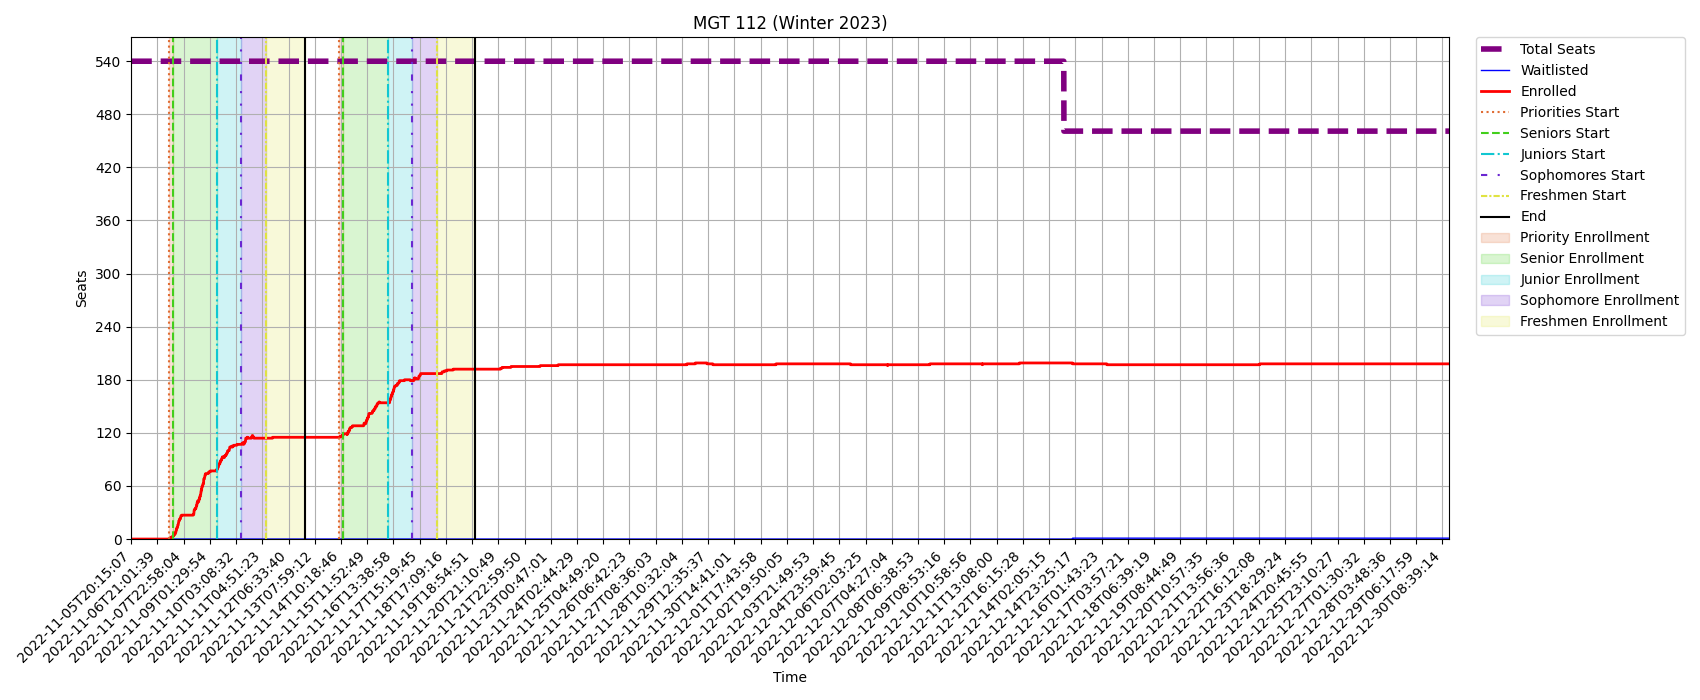 MGT 112 (Winter 2023)
540
480
420
360
300
240
180
120
60
0
Seats
2022-11-05T20:15:07
2022-11-06T21:01:39
2022-11-07T22:58:04
2022-11-09T01:29:54
2022-11-10T03:08:32
2022-11-11T04:51:23
2022-11-12T06:33:40
2022-11-13T07:59:12
2022-11-14T10:18:46
2022-11-15T11:52:49
2022-11-16T13:38:58
2022-11-17T15:19:45
2022-11-18T17:09:16
2022-11-19T18:54:51
2022-11-20T21:10:49
2022-11-21T22:59:50
2022-11-23T00:47:01
2022-11-24T02:44:29
2022-11-25T04:49:20
2022-11-26T06:42:23
2022-11-27T08:36:03
2022-11-28T10:32:04
2022-11-29T12:35:37
2022-11-30T14:41:01
2022-12-01T17:43:58
2022-12-02T19:50:05
2022-12-03T21:49:53
2022-12-04T23:59:45
2022-12-06T02:03:25
2022-12-07T04:27:04
2022-12-08T06:38:53
2022-12-09T08:53:16
2022-12-10T10:58:56
2022-12-11T13:08:00
2022-12-12T16:15:28
2022-12-14T02:05:15
2022-12-14T23:25:17
2022-12-16T01:43:23
2022-12-17T03:57:21
2022-12-18T06:39:19
2022-12-19T08:44:49
2022-12-20T10:57:35
2022-12-21T13:56:36
2022-12-22T16:12:08
2022-12-23T18:29:24
2022-12-24T20:45:55
2022-12-25T23:10:27
2022-12-27T01:30:32
2022-12-28T03:48:36
2022-12-29T06:17:59
2022-12-30T08:39:14
Time
Total Seats
Waitlisted
Enrolled
Priorities Start
Seniors Start
Juniors Start
Sophomores Start
Freshmen Start
End
Priority Enrollment
Senior Enrollment
Junior Enrollment
Sophomore Enrollment
Freshmen Enrollment